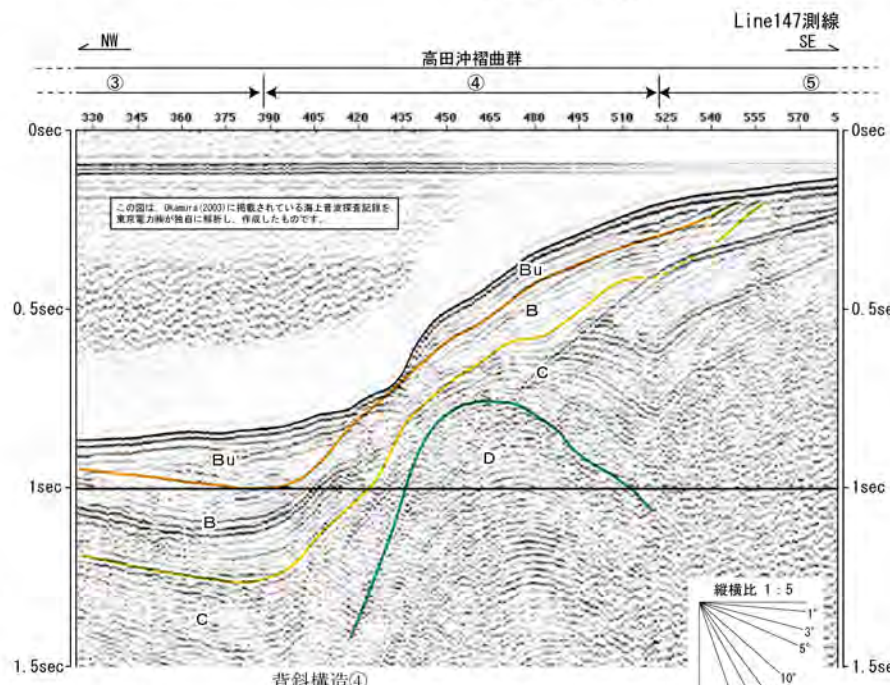 Line147測線
NW
SE
高田沖褶曲群
③
④
⑤
330 345 360 375 390 405 420 435 450 465 480 495 510 525 540 555 570 5
0sec
0sec
この図は、Okamura(2003)に掲載されている海上音波探査記録を
東京電力㈱が独自に解析し、作成したものです。
Bu
B
0.5sec
0.5se
C
Bu
D
1sec
1sec
B
縦横比 1:5
C
1°
3°
5°
10°
1.5sec
1.5sec
背斜構造④